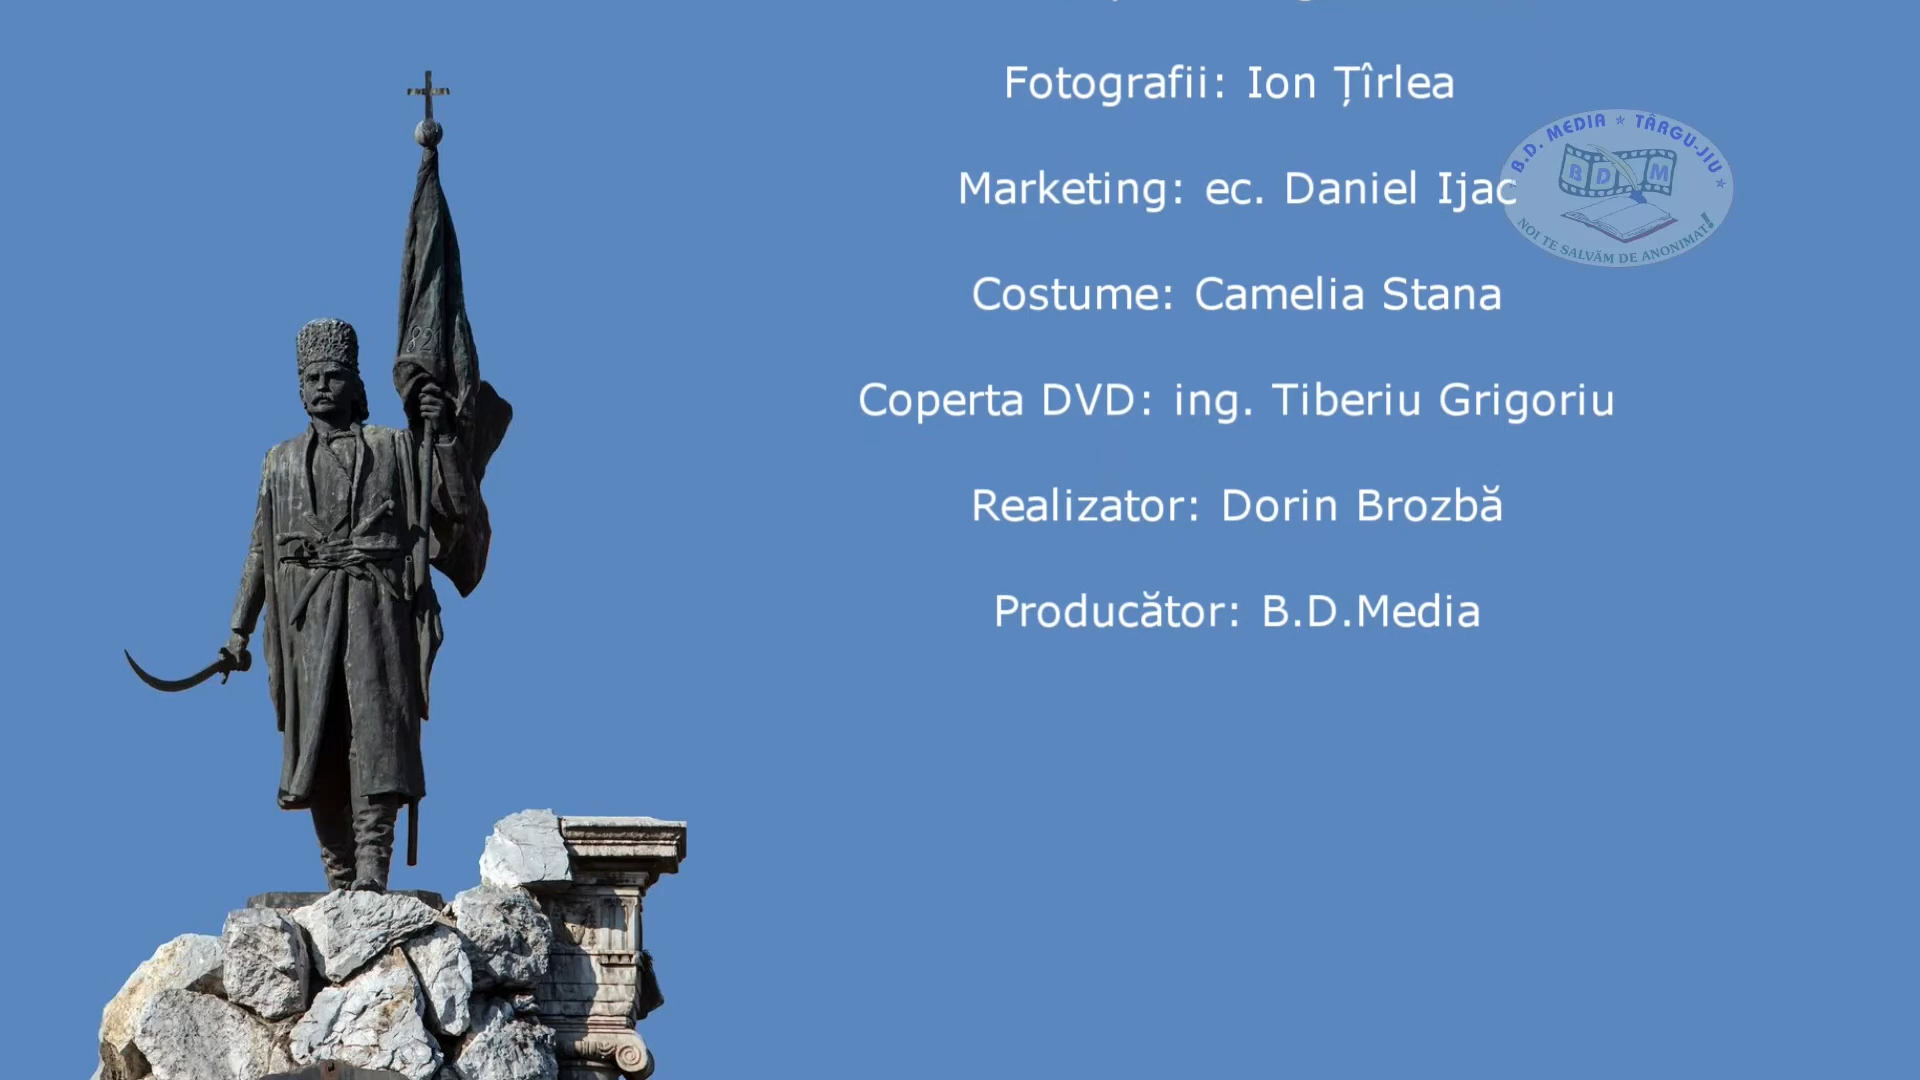 Fotografii: Ion Țîrlea
B.D. MEDIA * TÂRGU-JIU *
B D M
NOI TE SALVĂM DE ANONIMAT!
Marketing: ec. Daniel Ijac
Costume: Camelia Stana
82
Coperta DVD: ing. Tiberiu Grigoriu
Realizator: Dorin Brozbă
Producător: B.D.Media